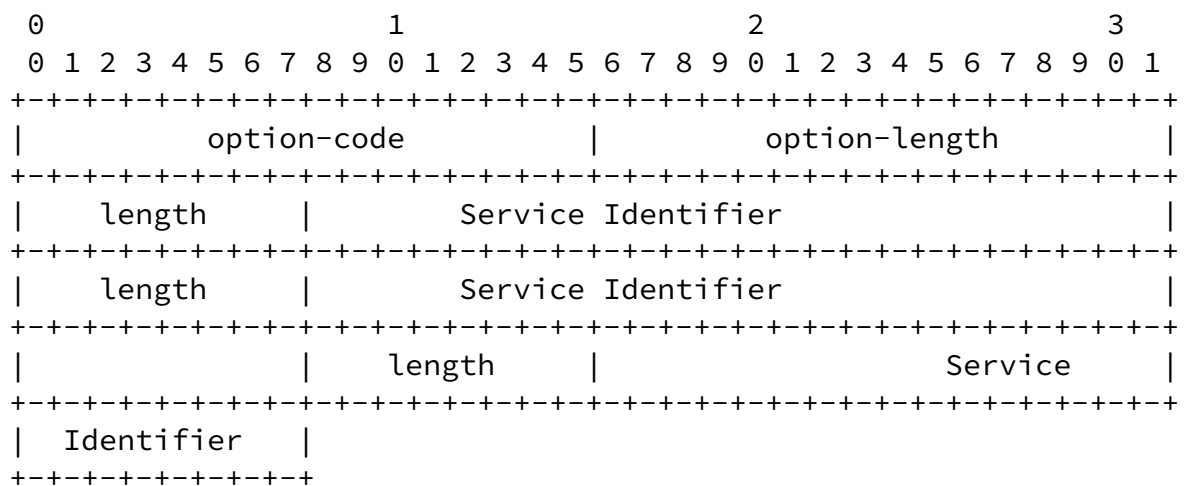 0                   1                   2                   3
 0 1 2 3 4 5 6 7 8 9 0 1 2 3 4 5 6 7 8 9 0 1 2 3 4 5 6 7 8 9 0 1
+-+-+-+-+-+-+-+-+-+-+-+-+-+-+-+-+-+-+-+-+-+-+-+-+-+-+-+-+-+-+-+-+
|          option-code          |         option-length         |
+-+-+-+-+-+-+-+-+-+-+-+-+-+-+-+-+-+-+-+-+-+-+-+-+-+-+-+-+-+-+-+-+
|    length     |        Service Identifier                     |
+-+-+-+-+-+-+-+-+-+-+-+-+-+-+-+-+-+-+-+-+-+-+-+-+-+-+-+-+-+-+-+-+
|    length     |        Service Identifier                     |
+-+-+-+-+-+-+-+-+-+-+-+-+-+-+-+-+-+-+-+-+-+-+-+-+-+-+-+-+-+-+-+-+
|               |    length     |                   Service     |
+-+-+-+-+-+-+-+-+-+-+-+-+-+-+-+-+-+-+-+-+-+-+-+-+-+-+-+-+-+-+-+-+
|  Identifier   |
+-+-+-+-+-+-+-+-+